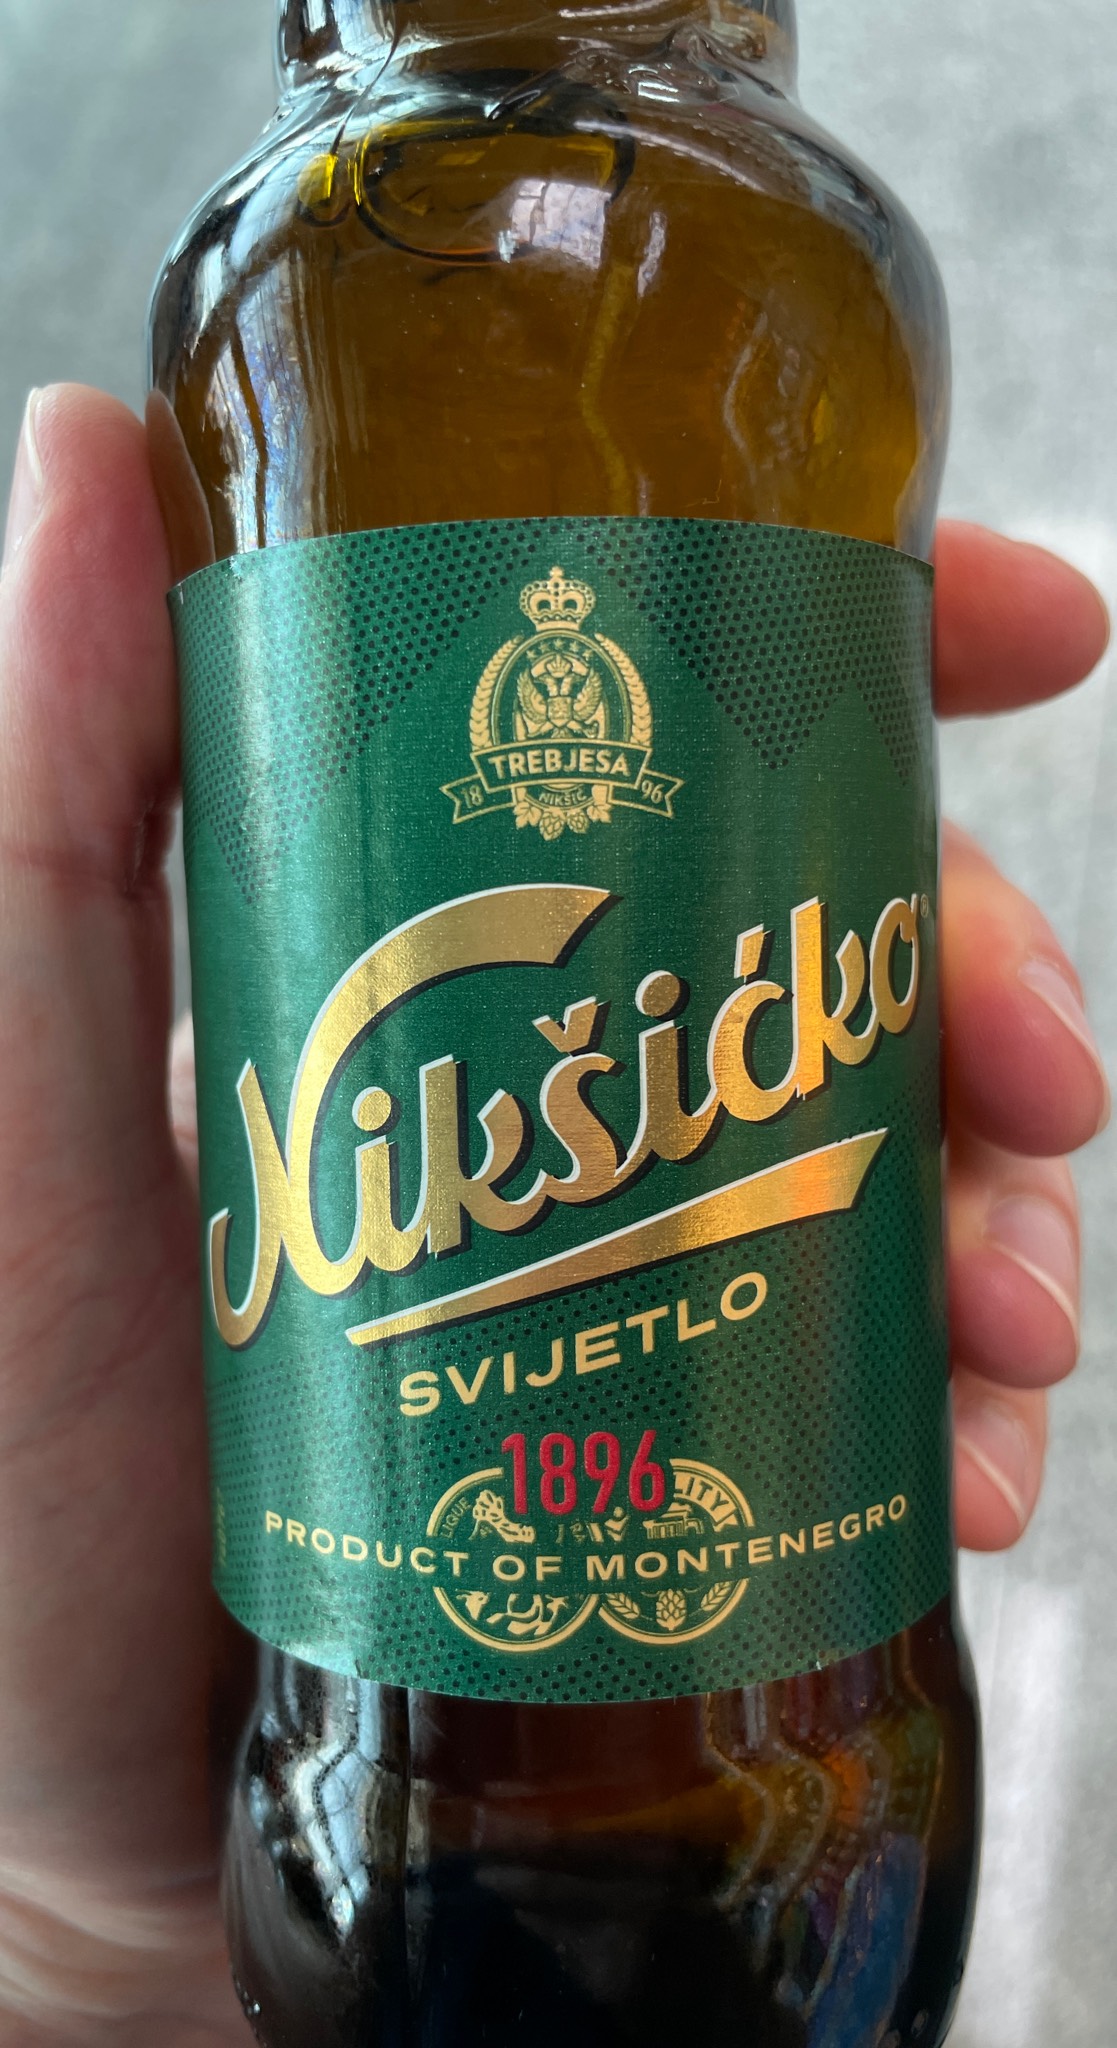 TREBJESA
18 96
NIKŠIĆ
Nikšićko®
SVIJETLO
1896
PRODUCT OF MONTENEGRO